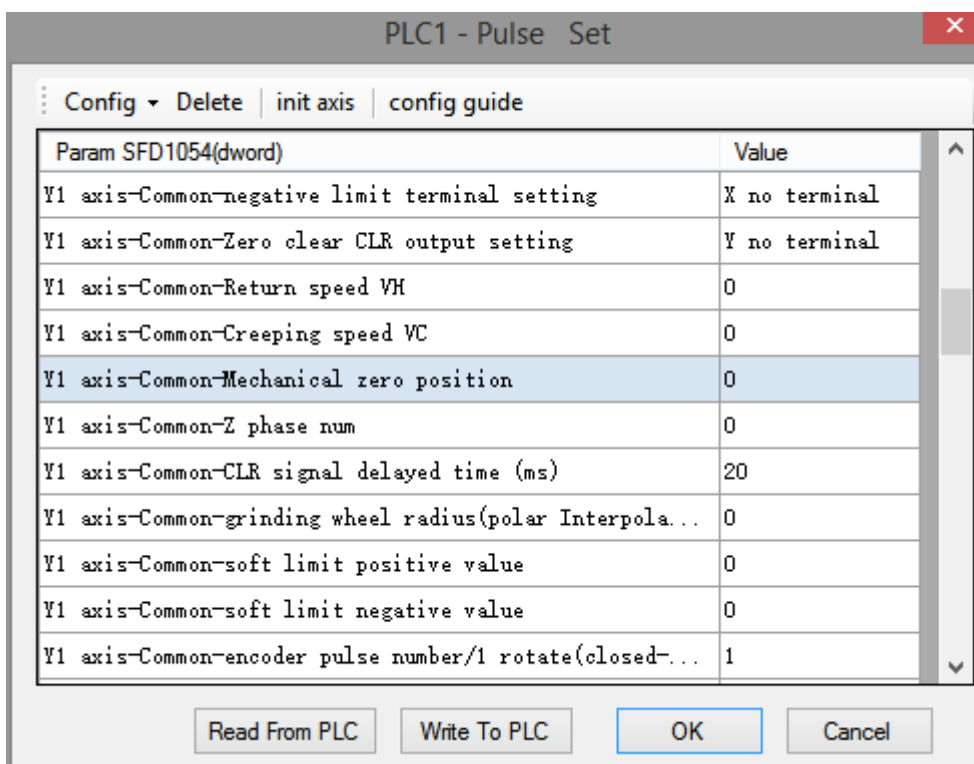 PLC1 - Pulse Set
Config Delete init axis config guide
Param SFD1054(dword) Value
Y1 axis-Common-negative limit terminal setting X no terminal
Y1 axis-Common-Zero clear CLR output setting Y no terminal
Y1 axis-Common-Return speed VH 0
Y1 axis-Common-Creeping speed VC 0
Y1 axis-Common-Mechanical zero position 0
Y1 axis-Common-Z phase num 0
Y1 axis-Common-CLR signal delayed time (ms) 20
Y1 axis-Common-grinding wheel radius(polar Interpola... 0
Y1 axis-Common-soft limit positive value 0
Y1 axis-Common-soft limit negative value 0
Y1 axis-Common-encoder pulse number/1 rotate(closed-... 1
Read From PLC Write To PLC OK Cancel